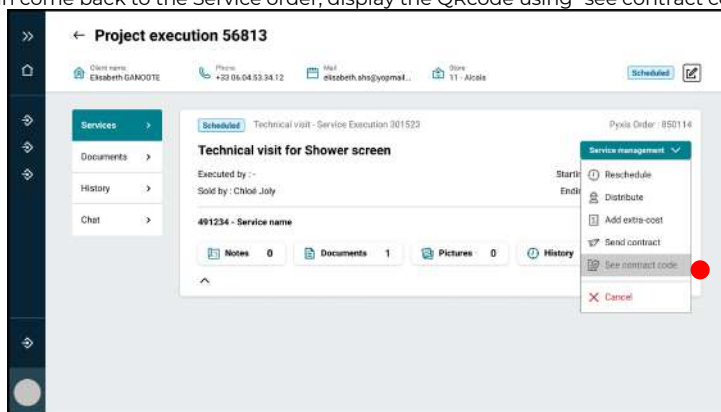 n come back to the Service order, display the QRcode using "see contract c
Project execution 56813
Client name
Elisabeth GANOOTE
Phone
+33 06.04.53.34.12
Mail
elisabeth.ahs@yopmail...
Store
11 - Alcala
Scheduled
Services
Documents
History
Chat
Scheduled Technical visit - Service Execution 301523
Pyxis Order : 850114
Technical visit for Shower screen
Executed by : -
Sold by : Chloé Joly
Startin
Endin
491234 - Service name
Notes 0
Documents 1
Pictures 0
History
Service management
Reschedule
Distribute
Add extra-cost
Send contract
See contract code
Cancel